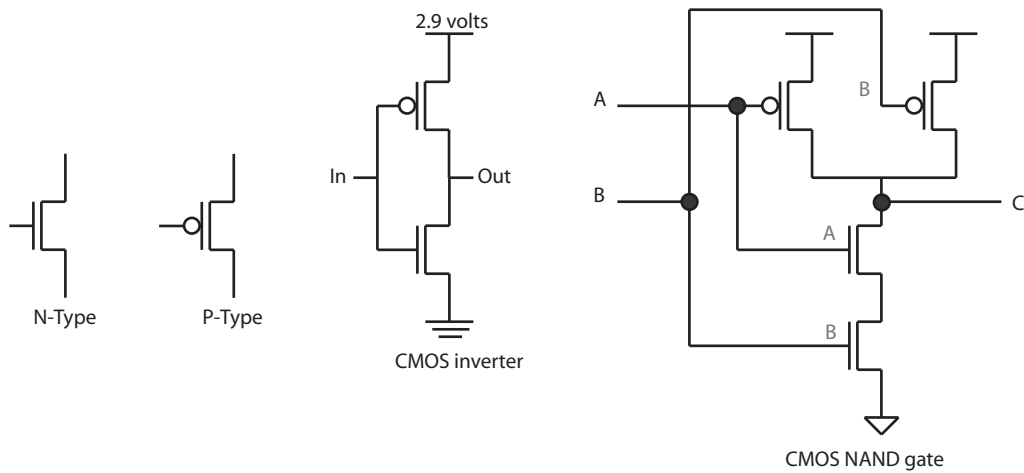 2.9 volts
B
A
In
Out
B
C
A
N-Type
P-Type
B
CMOS inverter
CMOS NAND gate